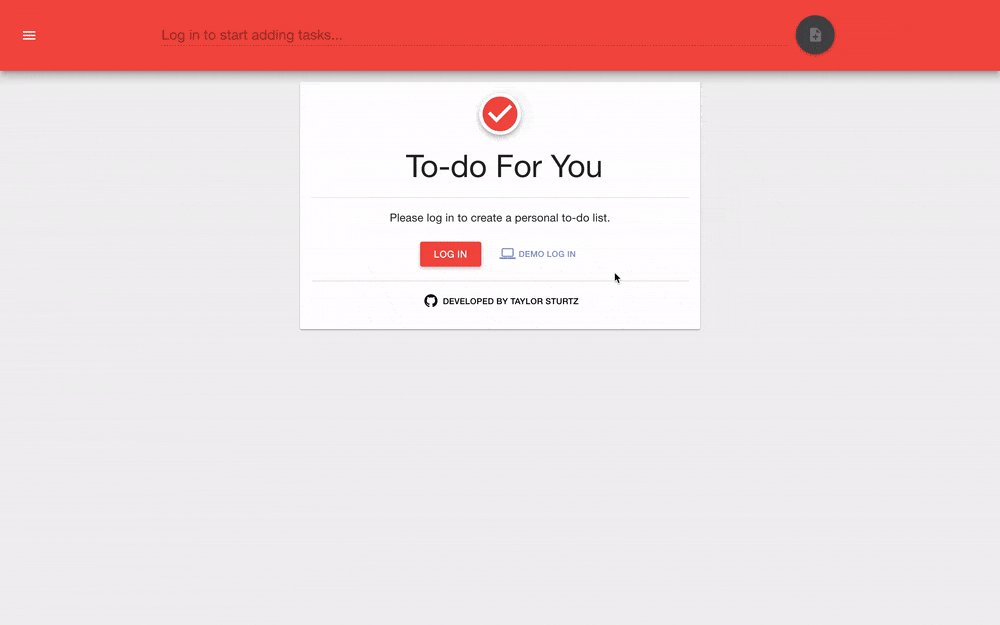 Log in to start adding tasks...
To-do For You
Please log in to create a personal to-do list.
LOG IN
DEMO LOG IN
DEVELOPED BY TAYLOR STURTZ